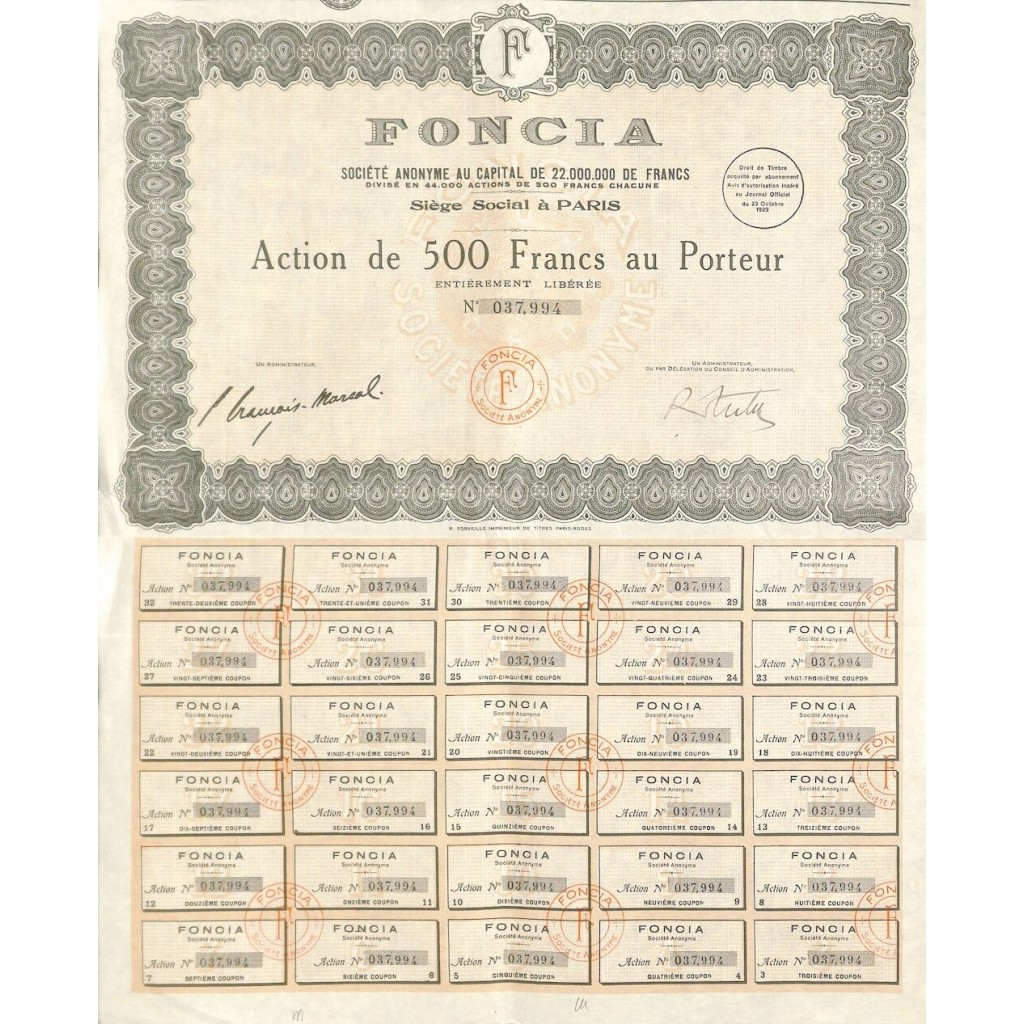 F
FONCIA
SOCIÉTÉ ANONYME AU CAPITAL DE 22.000.000 DE FRANCS
DIVISÉ EN 44.000 ACTIONS DE 500 FRANCS CHACUNE
Siège Social à PARIS
Droit de Timbre
acquitté par abonnement
Avis d'autorisation inséré
au Journal Officiel
du 29 Octobre
1929
Action de 500 Francs au Porteur
ENTIÈREMENT LIBÉRÉE
N° 037,994
UN ADMINISTRATEUR,
UN ADMINISTRATEUR,
OU PAR DÉLÉGATION DU CONSEIL D'ADMINISTRATION,
FONCIA
F
SOCIÉTÉ ANONYME
François-Marsal.
P. FORVEILLE IMPRIMEUR DE TITRES PARIS-RODEZ
FONCIA
Société Anonyme
Action N° 037,994
32 TRENTE-DEUXIÈME COUPON
FONCIA
Société Anonyme
Action N° 037,994
TRENTE-ET-UNIÈME COUPON 31
FONCIA
Société Anonyme
Action N° 037,994
30 TRENTIÈME COUPON
FONCIA
Société Anonyme
Action N° 037,994
VINGT-NEUVIÈME COUPON 29
FONCIA
Société Anonyme
Action N° 037,994
28 VINGT-HUITIÈME COUPON
FONCIA
Société Anonyme
Action N° 037,994
27 VINGT-SEPTIÈME COUPON
FONCIA
Société Anonyme
Action N° 037,994
VINGT-SIXIÈME COUPON 26
FONCIA
Société Anonyme
Action N° 037,994
25 VINGT-CINQUIÈME COUPON
FONCIA
Société Anonyme
Action N° 037,994
VINGT-QUATRIÈME COUPON 24
FONCIA
Société Anonyme
Action N° 037,994
23 VINGT-TROISIÈME COUPON
FONCIA
Société Anonyme
Action N° 037,994
22 VINGT-DEUXIÈME COUPON
FONCIA
Société Anonyme
Action N° 037,994
VINGT-ET-UNIÈME COUPON 21
FONCIA
Société Anonyme
Action N° 037,994
20 VINGTIÈME COUPON
FONCIA
Société Anonyme
Action N° 037,994
DIX-NEUVIÈME COUPON 19
FONCIA
Société Anonyme
Action N° 037,994
18 DIX-HUITIÈME COUPON
FONCIA
Société Anonyme
Action N° 037,994
17 DIX-SEPTIÈME COUPON
FONCIA
Société Anonyme
Action N° 037,994
SEIZIÈME COUPON 16
FONCIA
Société Anonyme
Action N° 037,994
15 QUINZIÈME COUPON
FONCIA
Société Anonyme
Action N° 037,994
QUATORZIÈME COUPON 14
FONCIA
Société Anonyme
Action N° 037,994
13 TREIZIÈME COUPON
FONCIA
Société Anonyme
Action N° 037,994
12 DOUZIÈME COUPON
FONCIA
Société Anonyme
Action N° 037,994
ONZIÈME COUPON 11
FONCIA
Société Anonyme
Action N° 037,994
10 DIXIÈME COUPON
FONCIA
Société Anonyme
Action N° 037,994
NEUVIÈME COUPON 9
FONCIA
Société Anonyme
Action N° 037,994
8 HUITIÈME COUPON
FONCIA
Société Anonyme
Action N° 037,994
7 SEPTIÈME COUPON
FONCIA
Société Anonyme
Action N° 037,994
SIXIÈME COUPON 6
FONCIA
Société Anonyme
Action N° 037,994
5 CINQUIÈME COUPON
FONCIA
Société Anonyme
Action N° 037,994
QUATRIÈME COUPON 4
FONCIA
Société Anonyme
Action N° 037,994
3 TROISIÈME COUPON